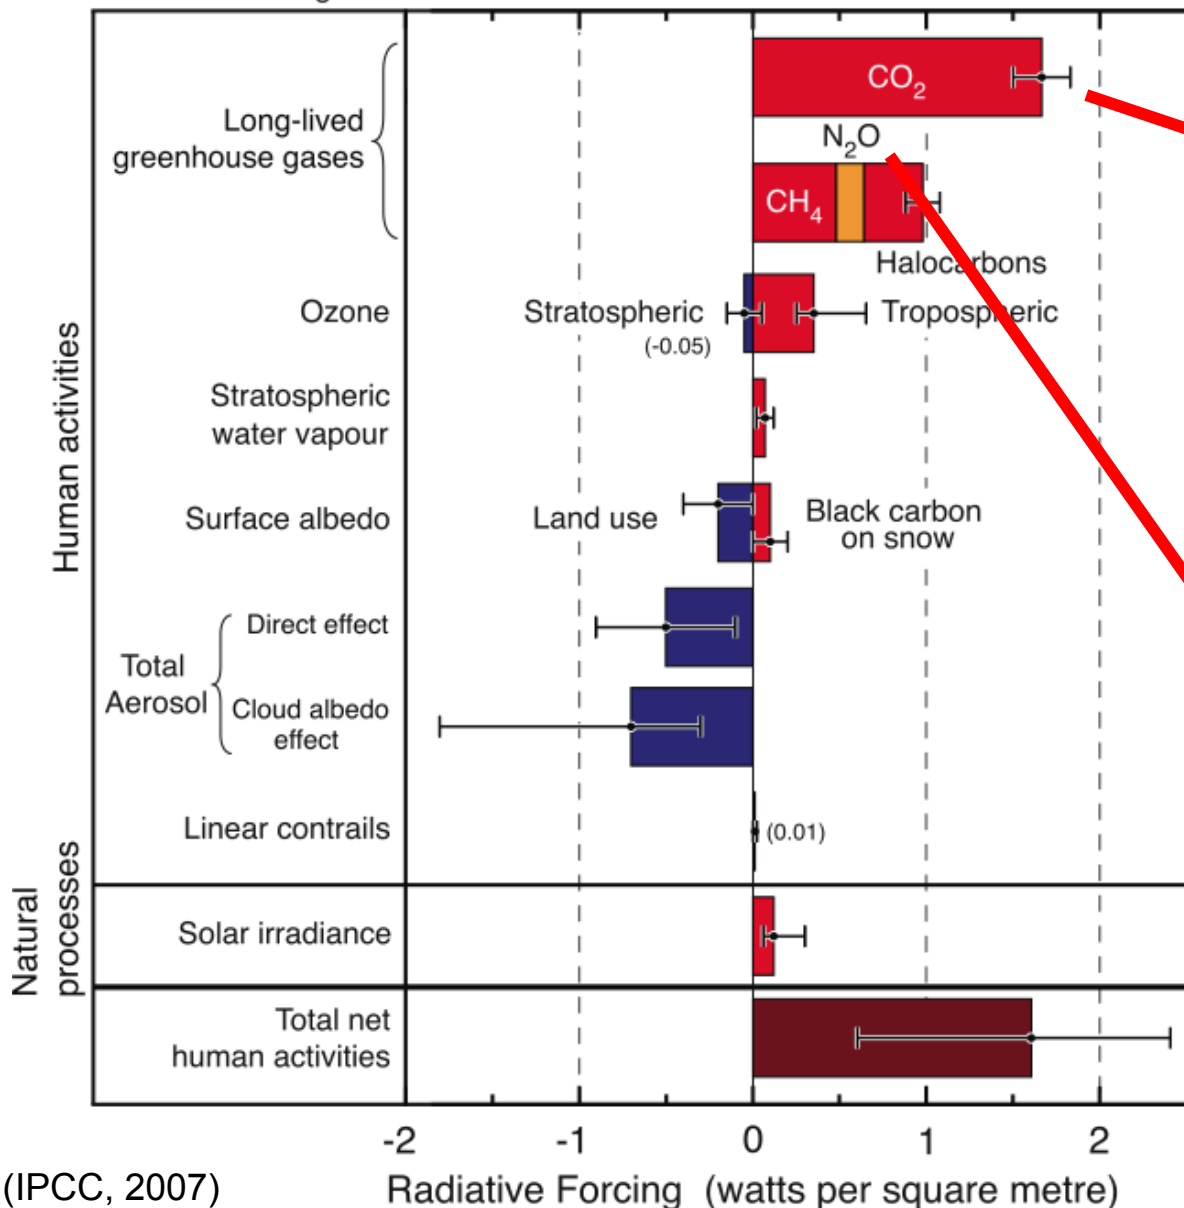 CO₂
Long-lived
greenhouse gases
N₂O
CH₄
Halocarbons
Ozone
Stratospheric
(-0.05)
Tropospheric
Human activities
Stratospheric
water vapour
Surface albedo
Land use
Black carbon
on snow
Total
Aerosol
Direct effect
Cloud albedo
effect
Linear contrails
(0.01)
Natural
processes
Solar irradiance
Total net
human activities
-2 -1 0 1 2
(IPCC, 2007)
Radiative Forcing (watts per square metre)